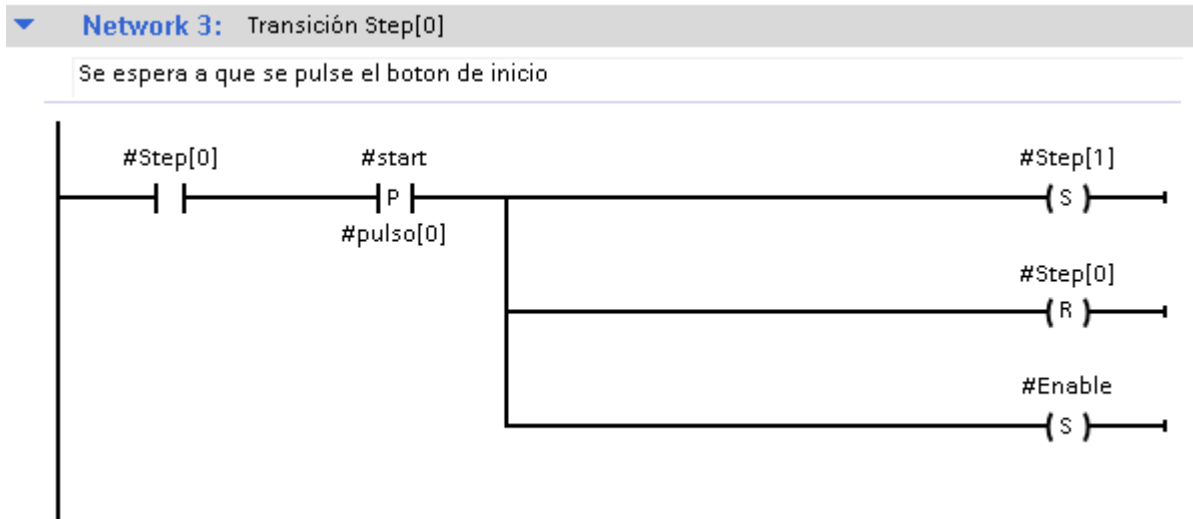 Network 3: Transición Step[0]
Se espera a que se pulse el boton de inicio
#Step[0] #start #Step[1]
P S
#pulso[0]
#Step[0]
R
#Enable
S